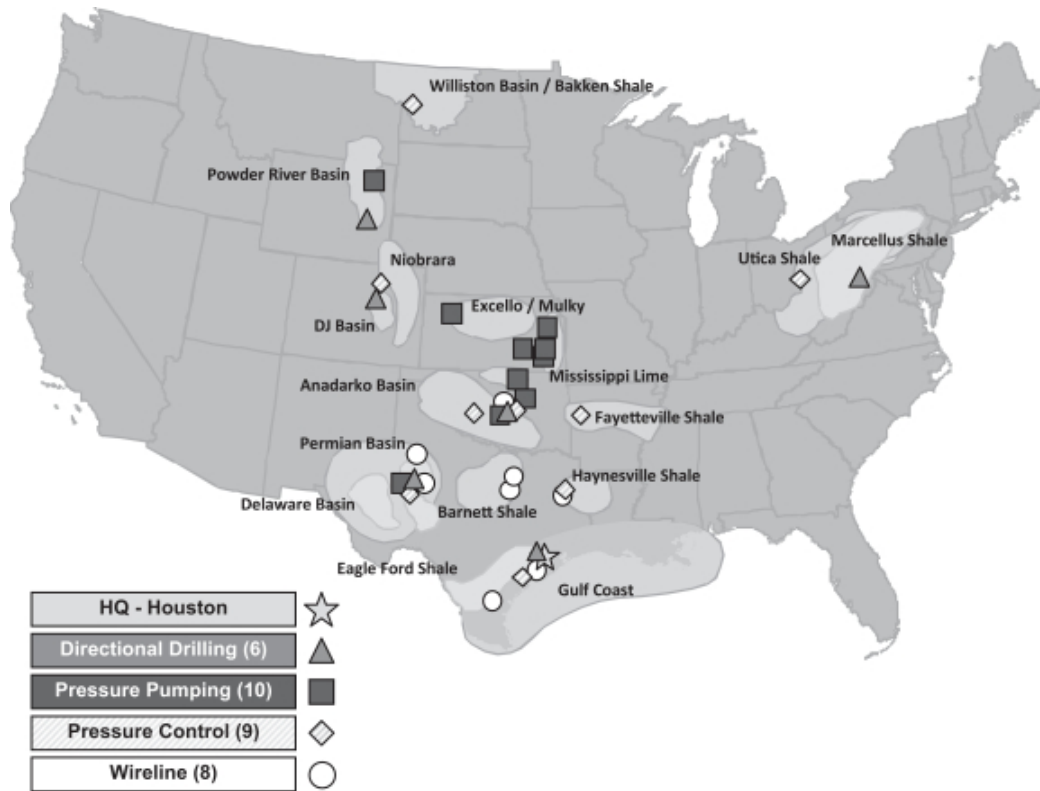 Williston Basin / Bakken Shale
Powder River Basin
Marcellus Shale
Utica Shale
Niobrara
Excello / Mulky
DJ Basin
Mississippi Lime
Anadarko Basin
Fayetteville Shale
Permian Basin
Haynesville Shale
Delaware Basin
Barnett Shale
Eagle Ford Shale
Gulf Coast
HQ - Houston
Directional Drilling (6)
Pressure Pumping (10)
Pressure Control (9)
Wireline (8)